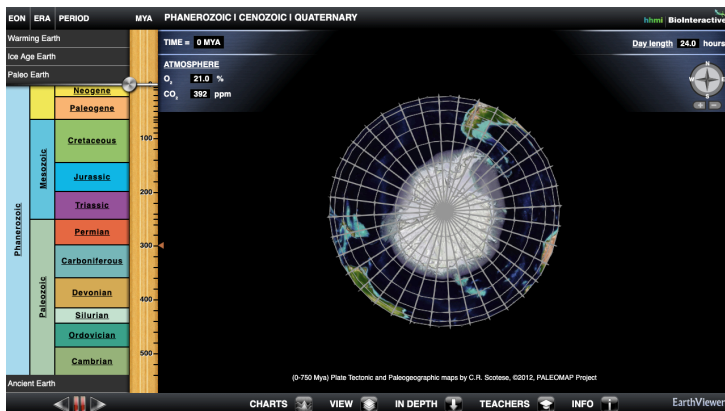 EON ERA PERIOD MYA PHANEROZOIC I CENOZOIC I QUATERNARY hhmi BioInteractive
Warming Earth
Ice Age Earth
Paleo Earth
TIME = 0 MYA
Day length 24.0 hours
ATMOSPHERE
O2 21.0 %
CO2 392 ppm
N
W E
S
+ −
Phanerozoic
Mesozoic
Paleozoic
Neogene
Paleogene
Cretaceous
Jurassic
Triassic
Permian
Carboniferous
Devonian
Silurian
Ordovician
Cambrian
100
200
300
400
500
Ancient Earth
(0-750 Mya) Plate Tectonic and Paleogeographic maps by C.R. Scotese, ©2012, PALEOMAP Project
CHARTS VIEW IN DEPTH TEACHERS INFO EarthViewer